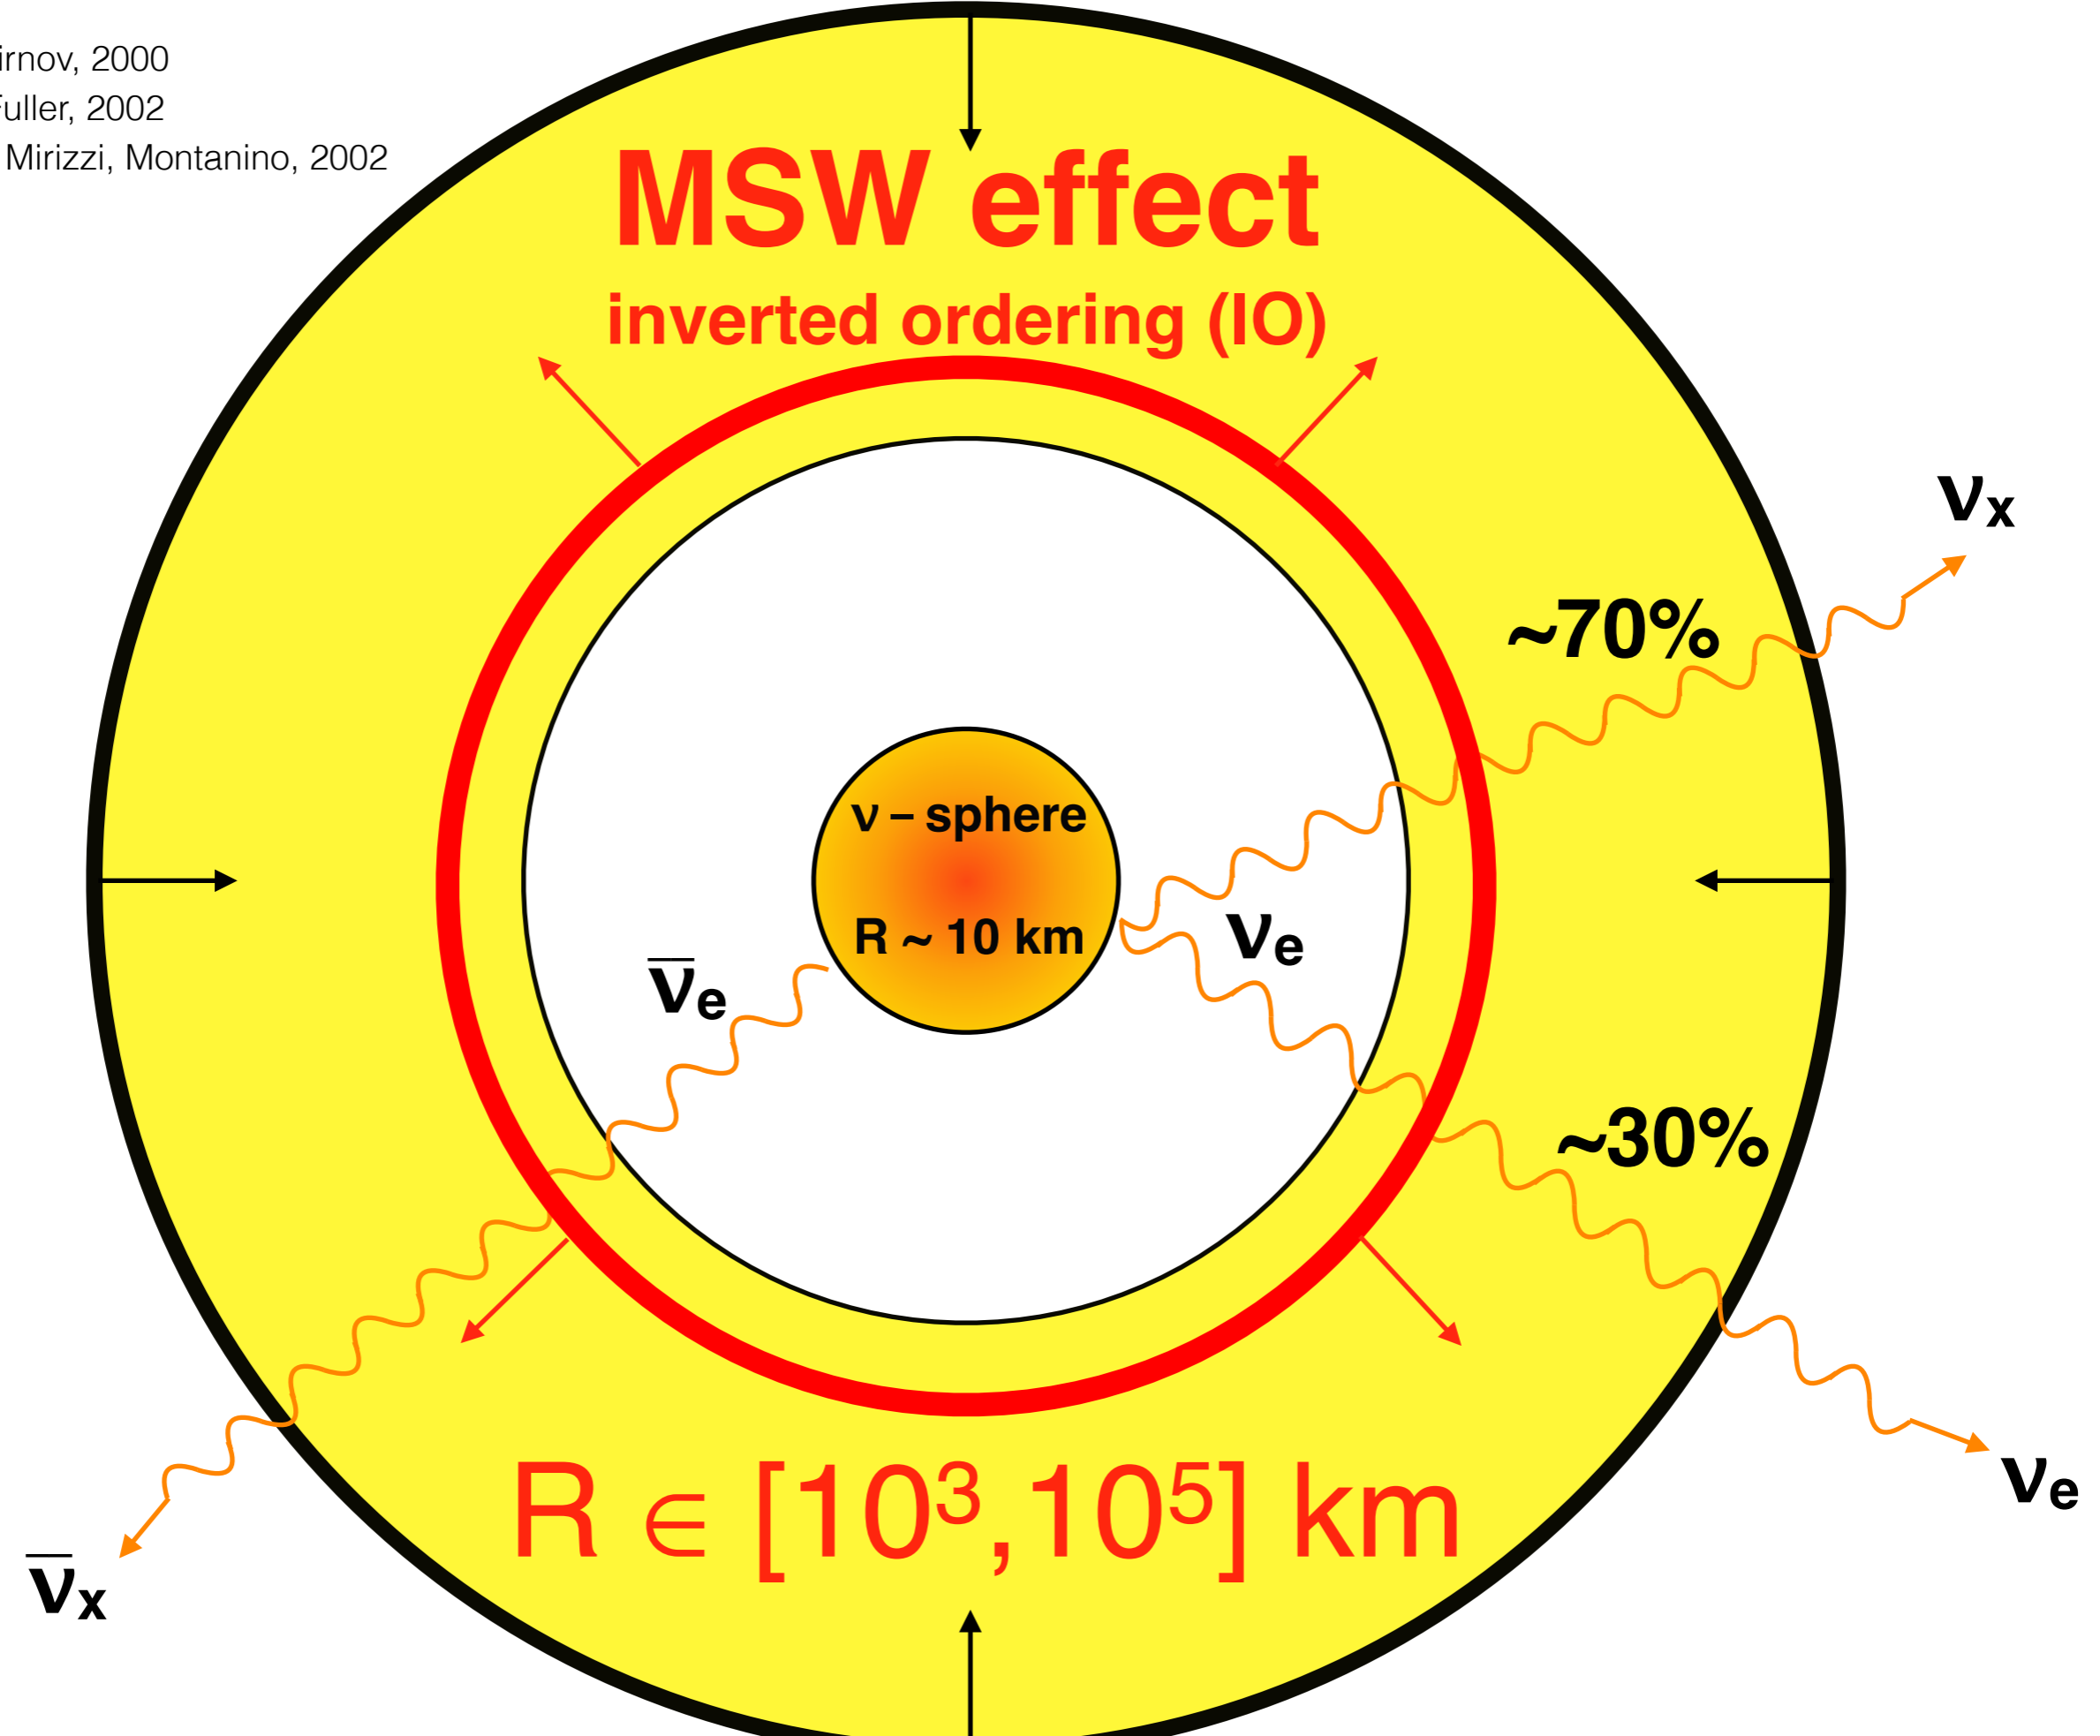 irnov, 2000
Fuller, 2002
Mirizzi, Montanino, 2002
MSW effect
inverted ordering (IO)
νx
~70%
ν – sphere
R ~ 10 km
νe
ν̅e
~30%
νe
R ∈ [10³,10⁵] km
ν̅x